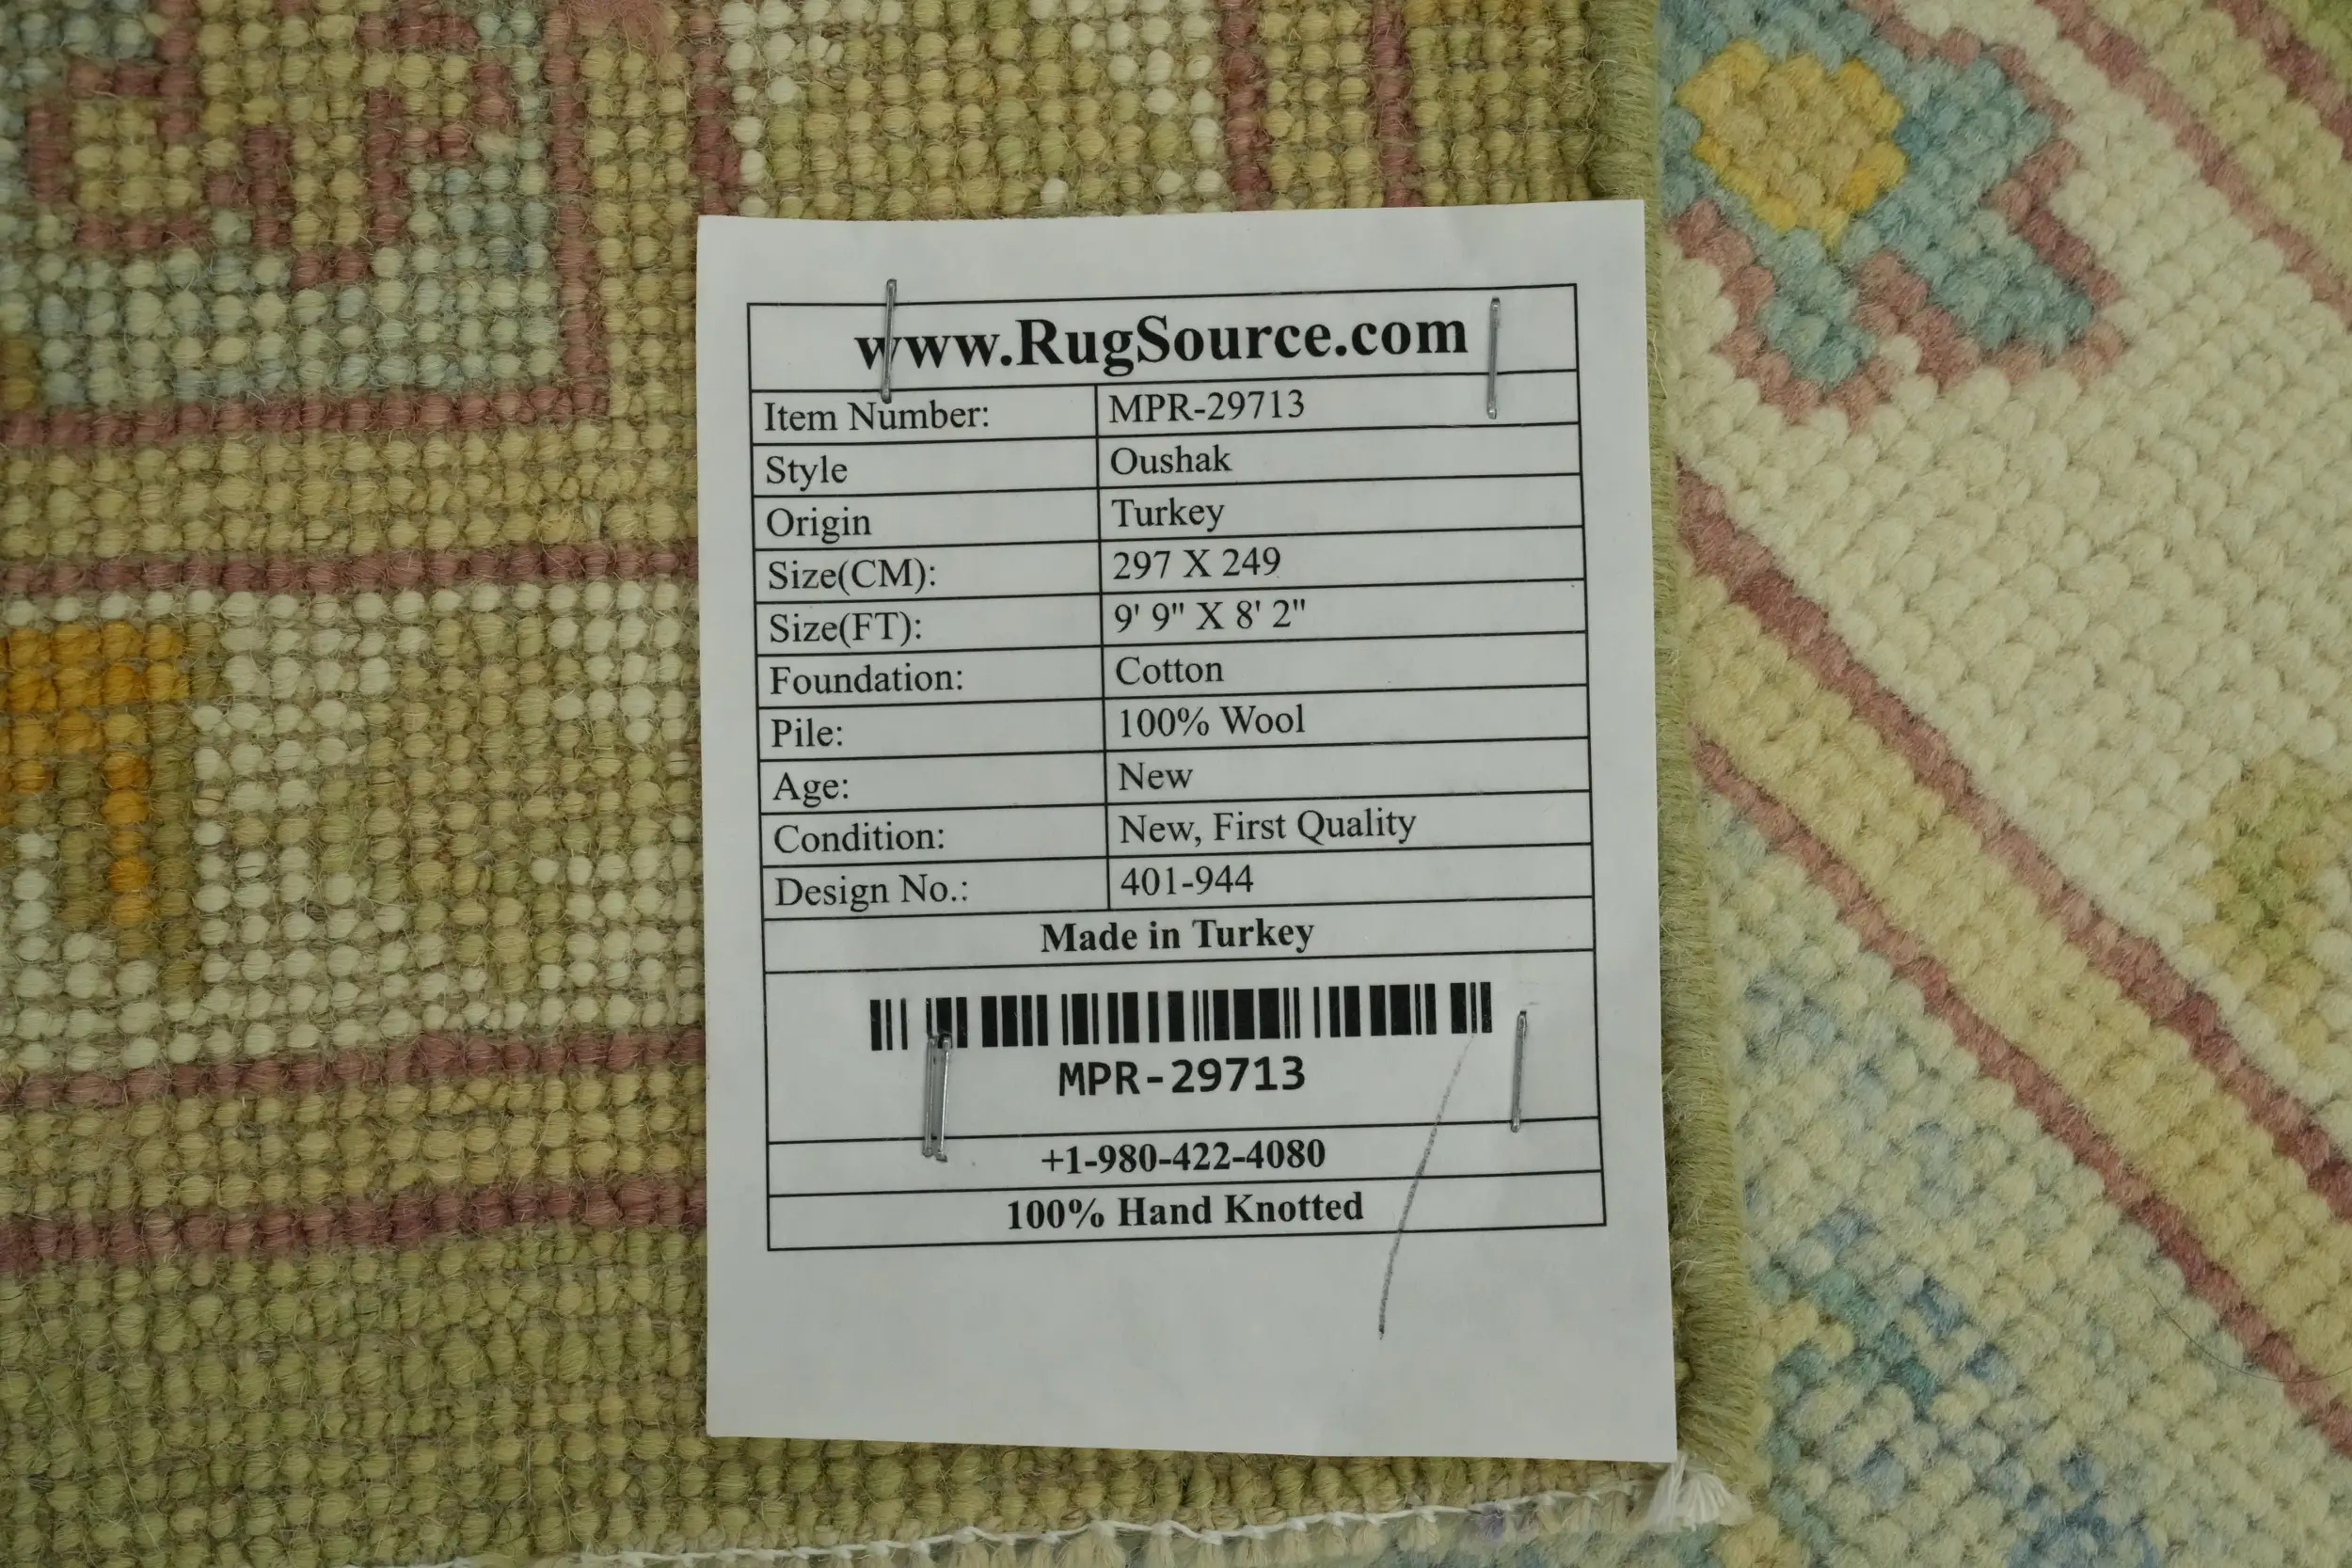 www.RugSource.com
Item Number: MPR-29713
Style Oushak
Origin Turkey
Size(CM): 297 X 249
Size(FT): 9' 9" X 8' 2"
Foundation: Cotton
Pile: 100% Wool
Age: New
Condition: New, First Quality
Design No.: 401-944
Made in Turkey
MPR-29713
+1-980-422-4080
100% Hand Knotted